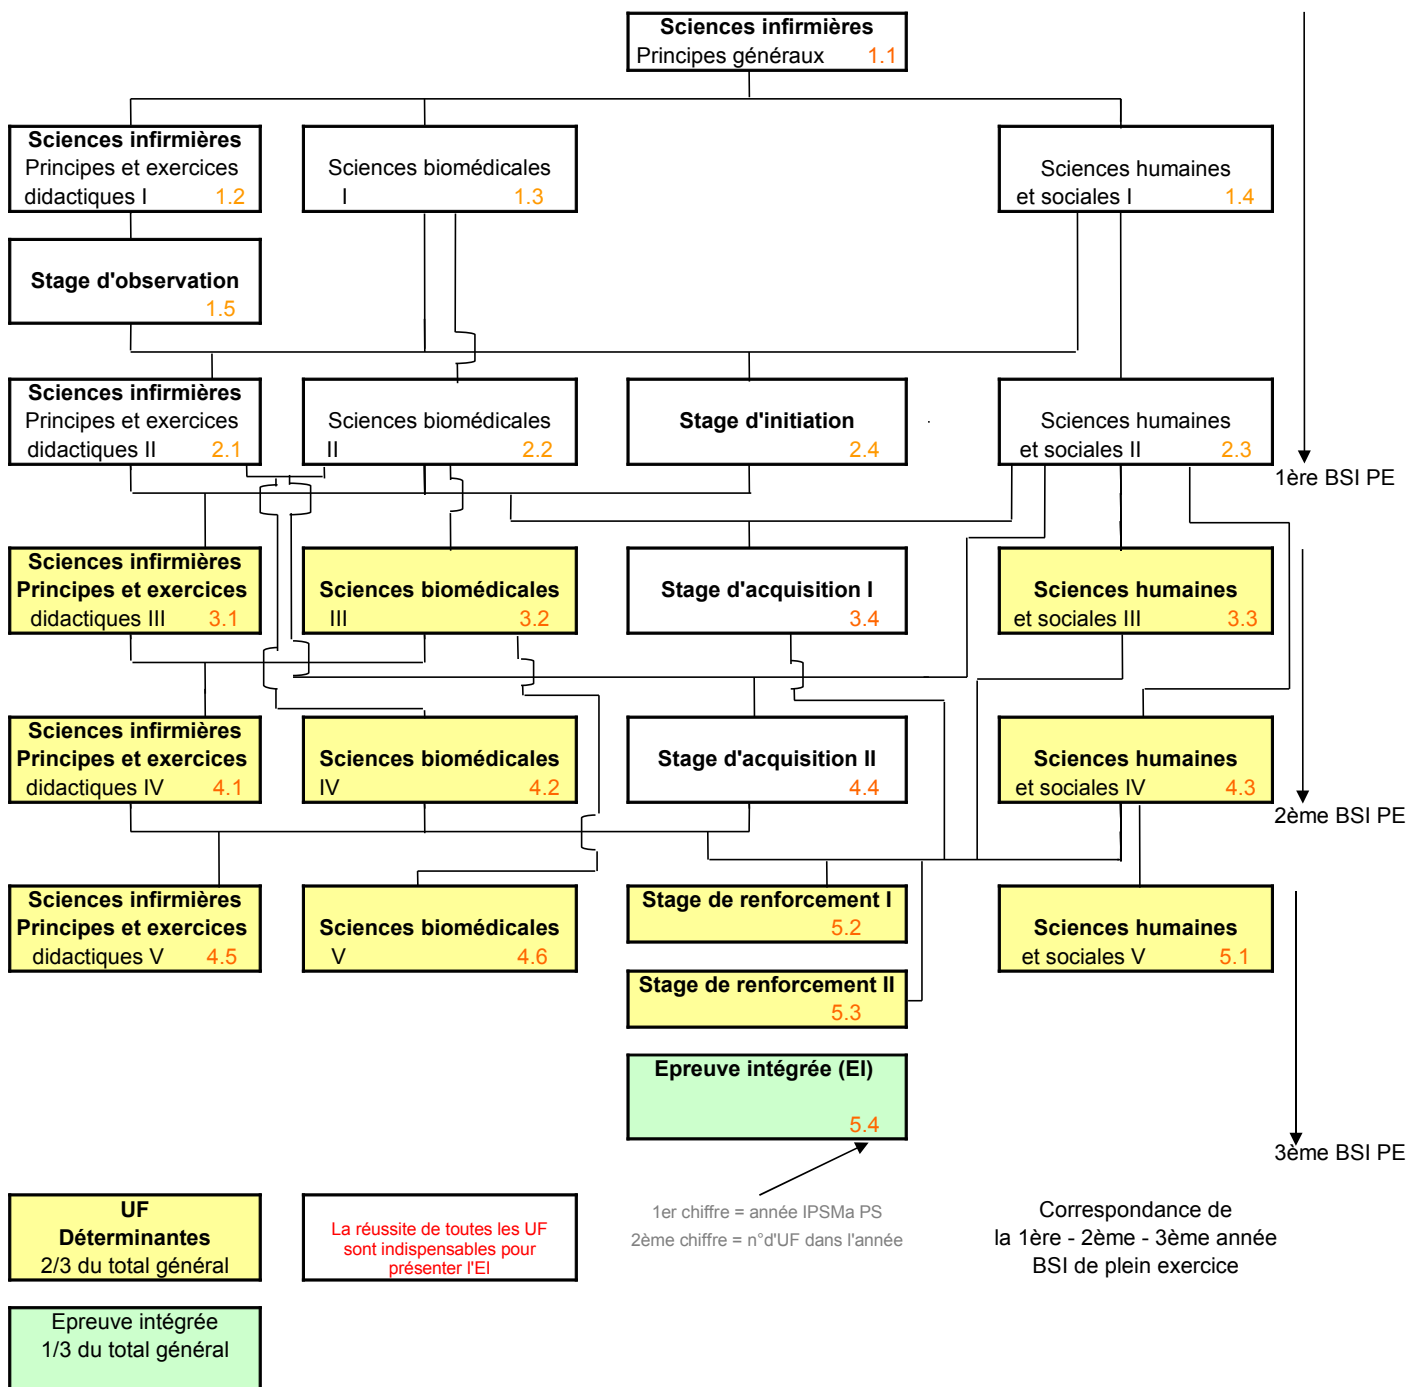 Sciences infirmières
Principes généraux 1.1
Sciences infirmières
Principes et exercices
didactiques I 1.2
Sciences biomédicales
I 1.3
Sciences humaines
et sociales I 1.4
Stage d'observation
1.5
Sciences infirmières
Principes et exercices
didactiques II 2.1
Sciences biomédicales
II 2.2
Stage d'initiation
2.4
Sciences humaines
et sociales II 2.3
1ère BSI PE
Sciences infirmières
Principes et exercices
didactiques III 3.1
Sciences biomédicales
III 3.2
Stage d'acquisition I
3.4
Sciences humaines
et sociales III 3.3
Sciences infirmières
Principes et exercices
didactiques IV 4.1
Sciences biomédicales
IV 4.2
Stage d'acquisition II
4.4
Sciences humaines
et sociales IV 4.3
2ème BSI PE
Sciences infirmières
Principes et exercices
didactiques V 4.5
Sciences biomédicales
V 4.6
Stage de renforcement I
5.2
Sciences humaines
et sociales V 5.1
Stage de renforcement II
5.3
Epreuve intégrée (EI)
5.4
3ème BSI PE
UF
Déterminantes
2/3 du total général
La réussite de toutes les UF
sont indispensables pour
présenter l'EI
1er chiffre = année IPSMa PS
2ème chiffre = n°d'UF dans l'année
Correspondance de
la 1ère - 2ème - 3ème année
BSI de plein exercice
Epreuve intégrée
1/3 du total général